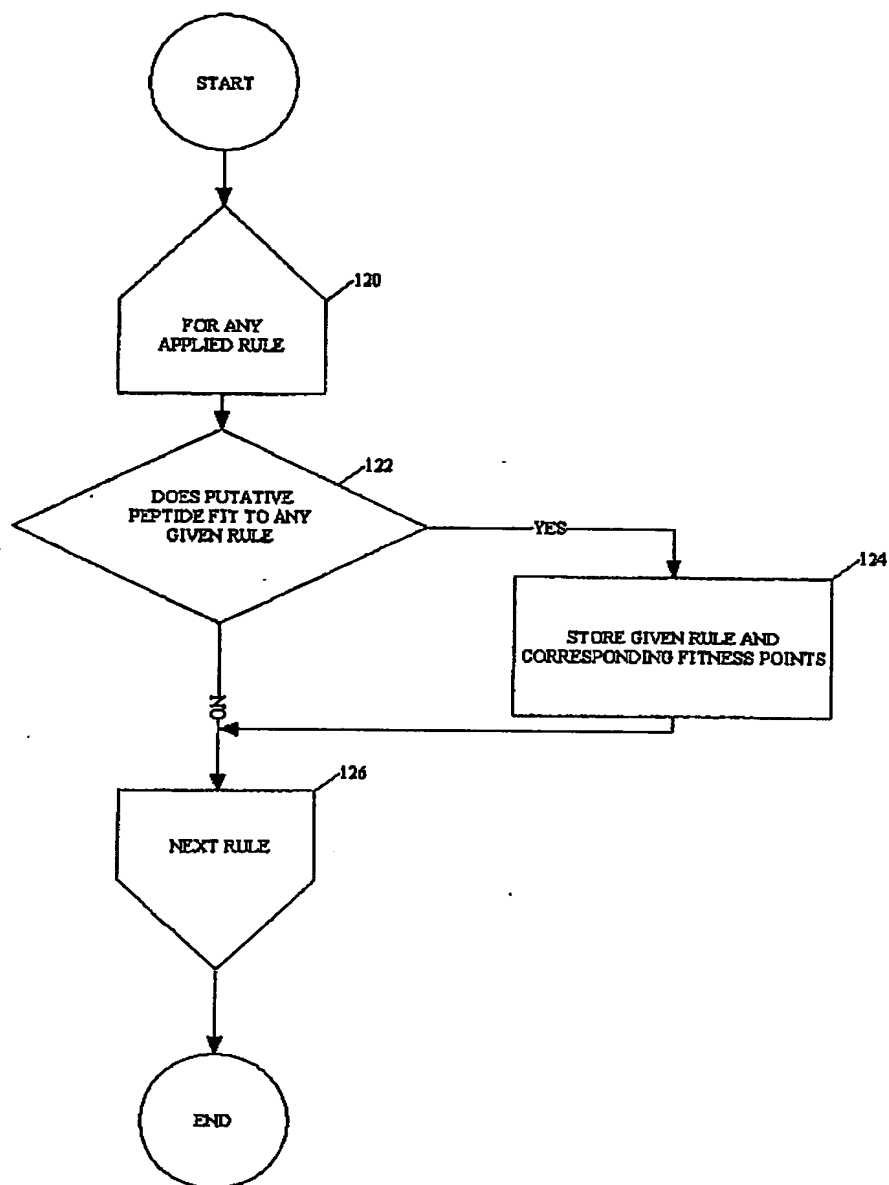 START
120
FOR ANY
APPLIED RULE
122
DOES PUTATIVE
PEPTIDE FIT TO ANY
GIVEN RULE
YES
124
STORE GIVEN RULE AND
CORRESPONDING FITNESS POINTS
NO
126
NEXT RULE
END